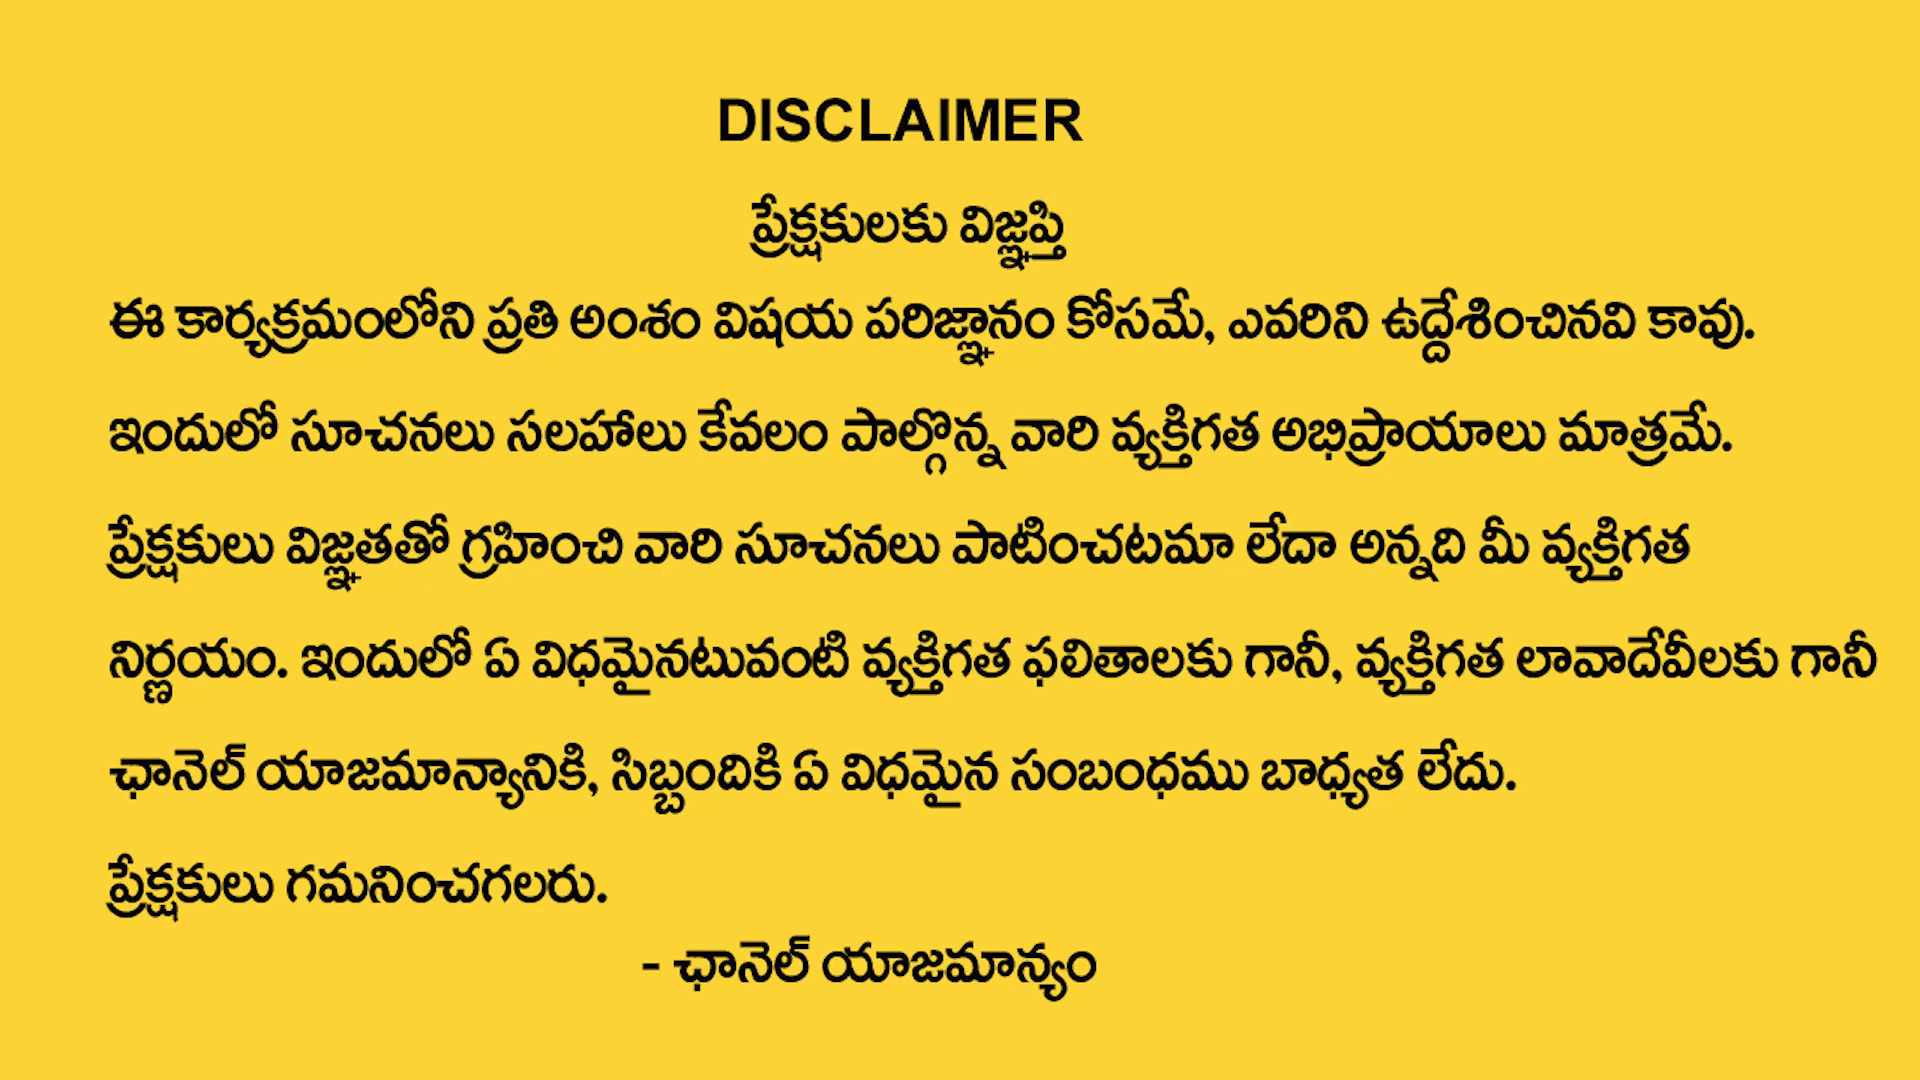 DISCLAIMER
ప్రేక్షకులకు విజ్ఞప్తి
ఈ కార్యక్రమంలోని ప్రతి అంశం విషయ పరిజ్ఞానం కోసమే, ఎవరిని ఉద్దేశించినవి కావు.
ఇందులో సూచనలు సలహాలు కేవలం పాల్గొన్న వారి వ్యక్తిగత అభిప్రాయాలు మాత్రమే.
ప్రేక్షకులు విజ్ఞతతో గ్రహించి వారి సూచనలు పాటించటమా లేదా అన్నది మీ వ్యక్తిగత
నిర్ణయం. ఇందులో ఏ విధమైనటువంటి వ్యక్తిగత ఫలితాలకు గానీ, వ్యక్తిగత లావాదేవీలకు గానీ
ఛానెల్ యాజమాన్యానికి, సిబ్బందికి ఏ విధమైన సంబంధము బాధ్యత లేదు.
ప్రేక్షకులు గమనించగలరు.
- ఛానెల్ యాజమాన్యం